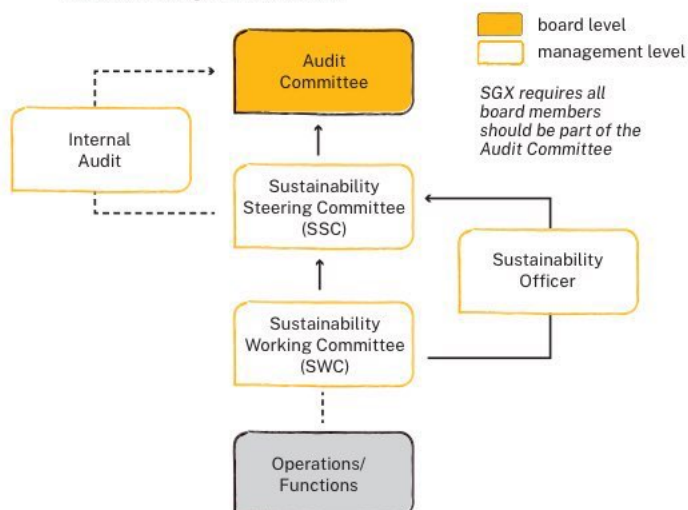 board level
management level
SGX requires all
board members
should be part of the
Audit Committee
Audit
Committee
Internal
Audit
Sustainability
Steering Committee
(SSC)
Sustainability
Officer
Sustainability
Working Committee
(SWC)
Operations/
Functions